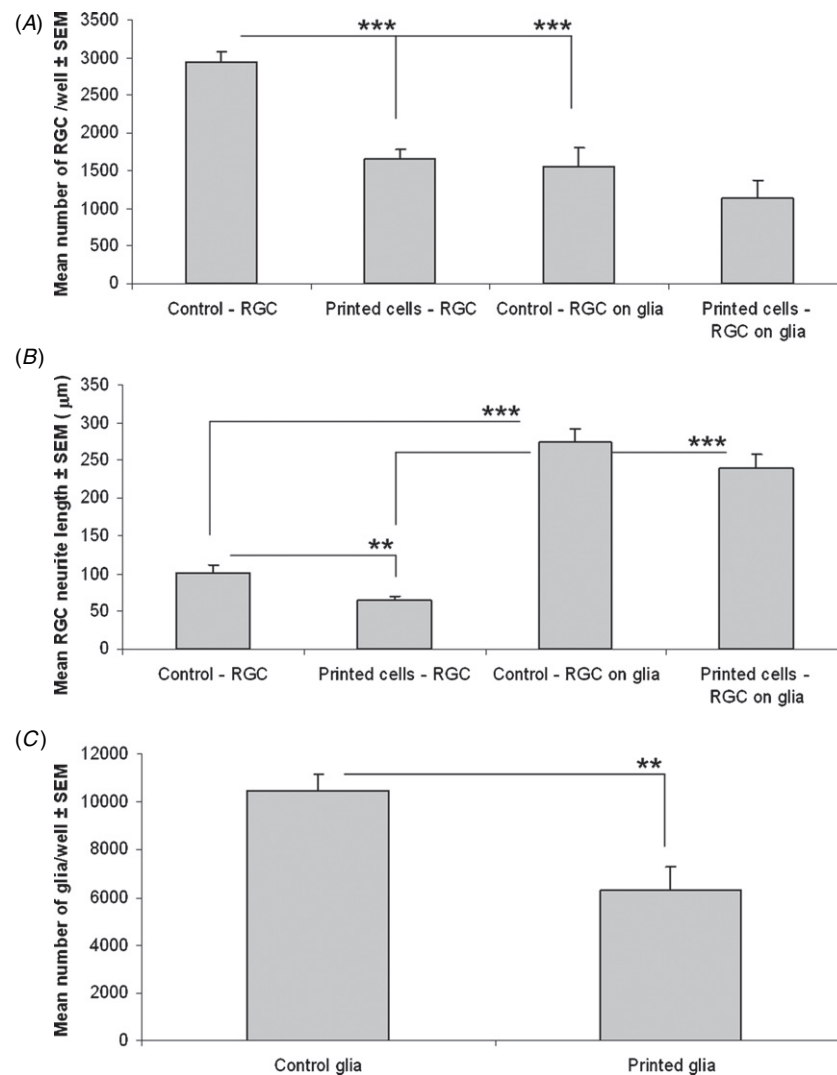 (A)
Mean number of RGC /well ± SEM
3500
3000
2500
2000
1500
1000
500
0
***
***
Control - RGC
Printed cells - RGC
Control - RGC on glia
Printed cells -
RGC on glia
(B)
Mean RGC neurite length ± SEM ( μm)
350
300
250
200
150
100
50
0
***
***
**
Control - RGC
Printed cells - RGC
Control - RGC on glia
Printed cells -
RGC on glia
(C)
Mean number of glia/well ± SEM
12000
10000
8000
6000
4000
2000
0
**
Control glia
Printed glia